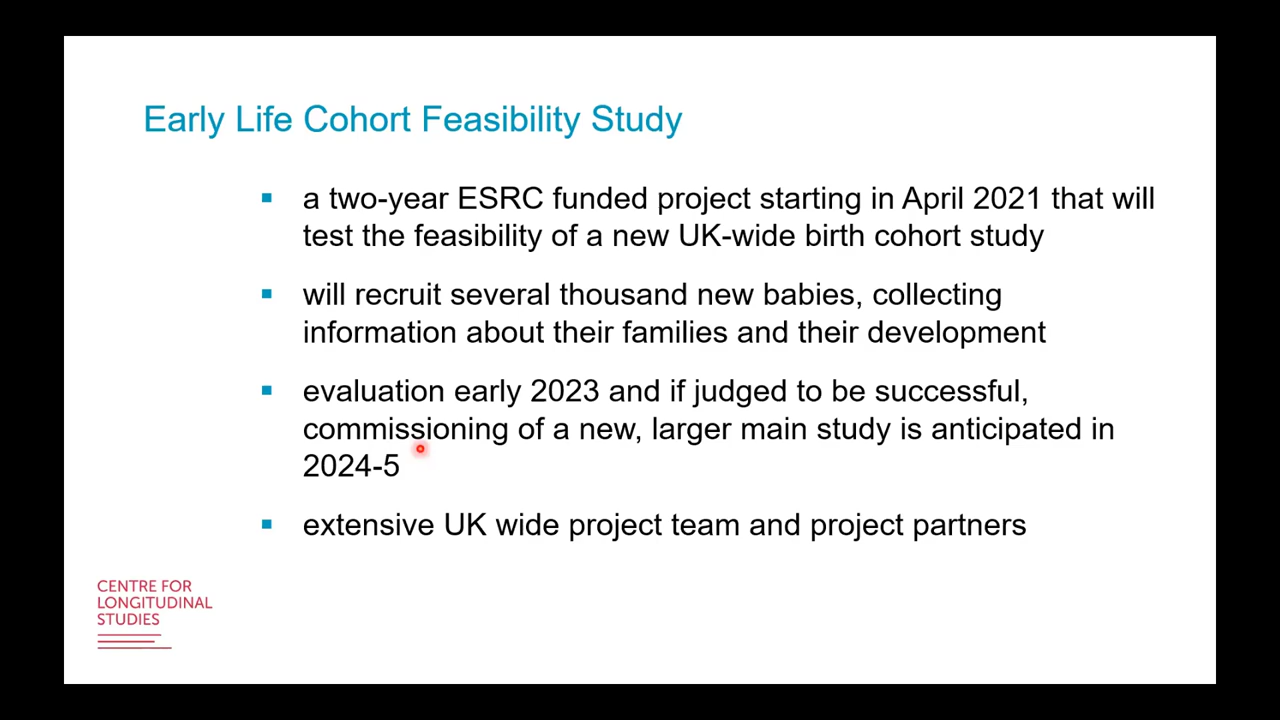 Early Life Cohort Feasibility Study
a two-year ESRC funded project starting in April 2021 that will
test the feasibility of a new UK-wide birth cohort study
will recruit several thousand new babies, collecting
information about their families and their development
evaluation early 2023 and if judged to be successful,
commissioning of a new, larger main study is anticipated in
2024-5
extensive UK wide project team and project partners
CENTRE FOR
LONGITUDINAL
STUDIES